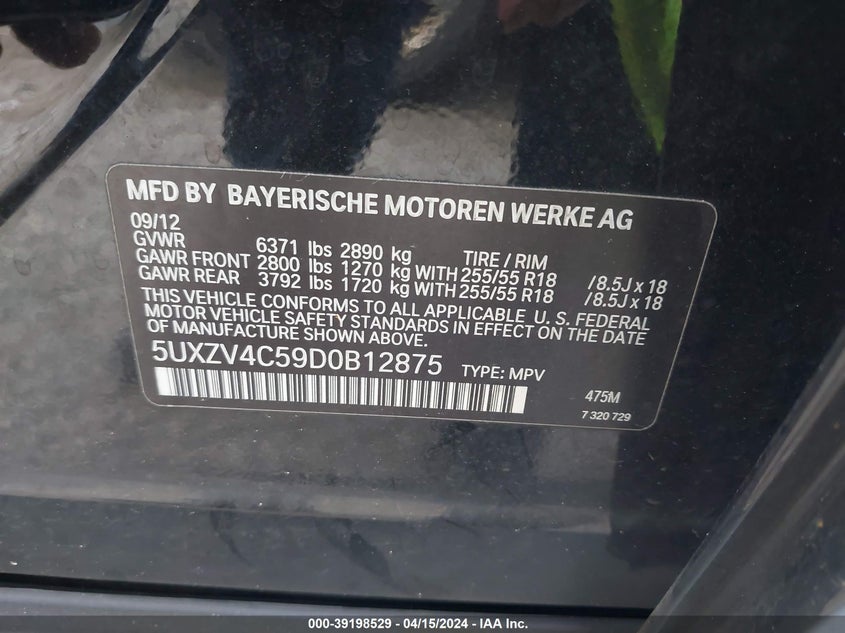 MFD BY BAYERISCHE MOTOREN WERKE AG
09/12
GVWR 6371 lbs 2890 kg TIRE / RIM
GAWR FRONT 2800 lbs 1270 kg WITH 255/55 R18 /8.5J x 18
GAWR REAR 3792 lbs 1720 kg WITH 255/55 R18 /8.5J x 18
THIS VEHICLE CONFORMS TO ALL APPLICABLE U. S. FEDERAL
MOTOR VEHICLE SAFETY STANDARDS IN EFFECT ON THE DATE
OF MANUFACTURE SHOWN ABOVE.
5UXZV4C59D0B12875 TYPE: MPV
475M
7 320 729
000-39198529 - 04/15/2024 - IAAI.COM